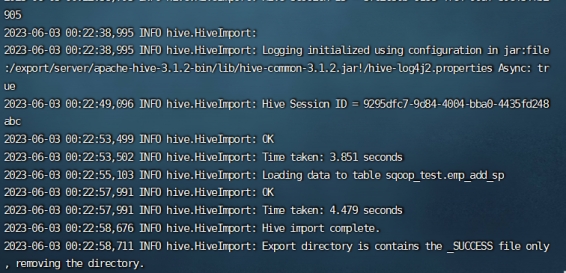 905
2023-06-03 00:22:38,995 INFO hive.HiveImport:
2023-06-03 00:22:38,995 INFO hive.HiveImport: Logging initialized using configuration in jar:file
:/export/server/apache-hive-3.1.2-bin/lib/hive-common-3.1.2.jar!/hive-log4j2.properties Async: tr
ue
2023-06-03 00:22:49,096 INFO hive.HiveImport: Hive Session ID = 9295dfc7-9d84-4004-bba0-4435fd248
abc
2023-06-03 00:22:53,499 INFO hive.HiveImport: OK
2023-06-03 00:22:53,502 INFO hive.HiveImport: Time taken: 3.851 seconds
2023-06-03 00:22:55,103 INFO hive.HiveImport: Loading data to table sqoop_test.emp_add_sp
2023-06-03 00:22:57,991 INFO hive.HiveImport: OK
2023-06-03 00:22:57,991 INFO hive.HiveImport: Time taken: 4.479 seconds
2023-06-03 00:22:58,676 INFO hive.HiveImport: Hive import complete.
2023-06-03 00:22:58,711 INFO hive.HiveImport: Export directory is contains the _SUCCESS file only
, removing the directory.